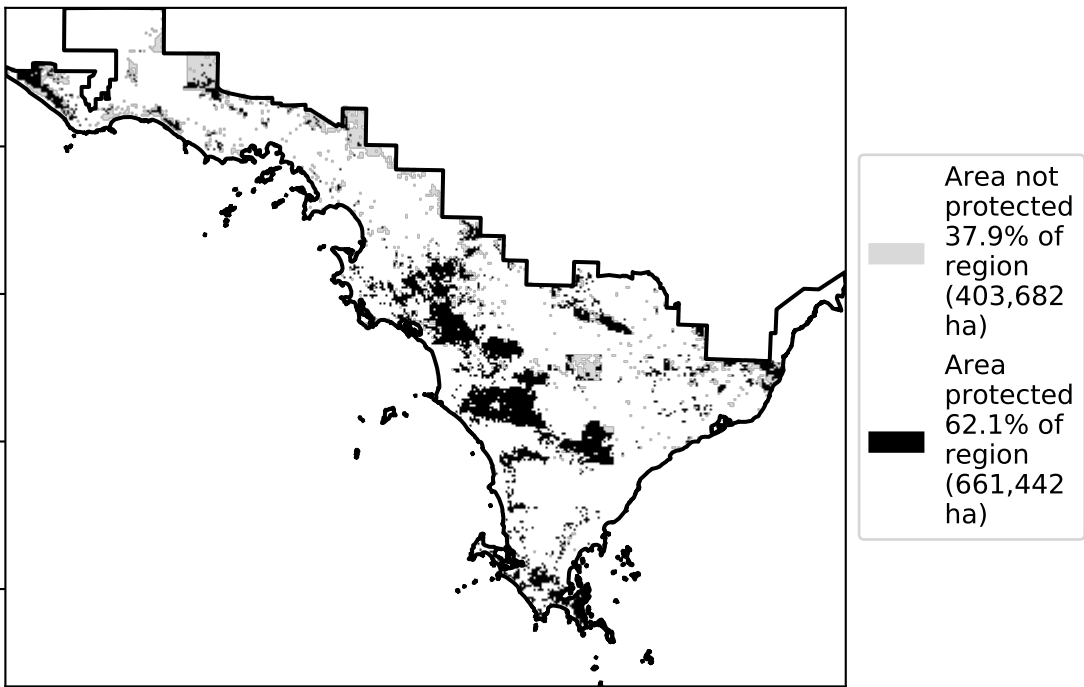 Area not
protected
37.9% of
region
(403,682
ha)
Area
protected
62.1% of
region
(661,442
ha)